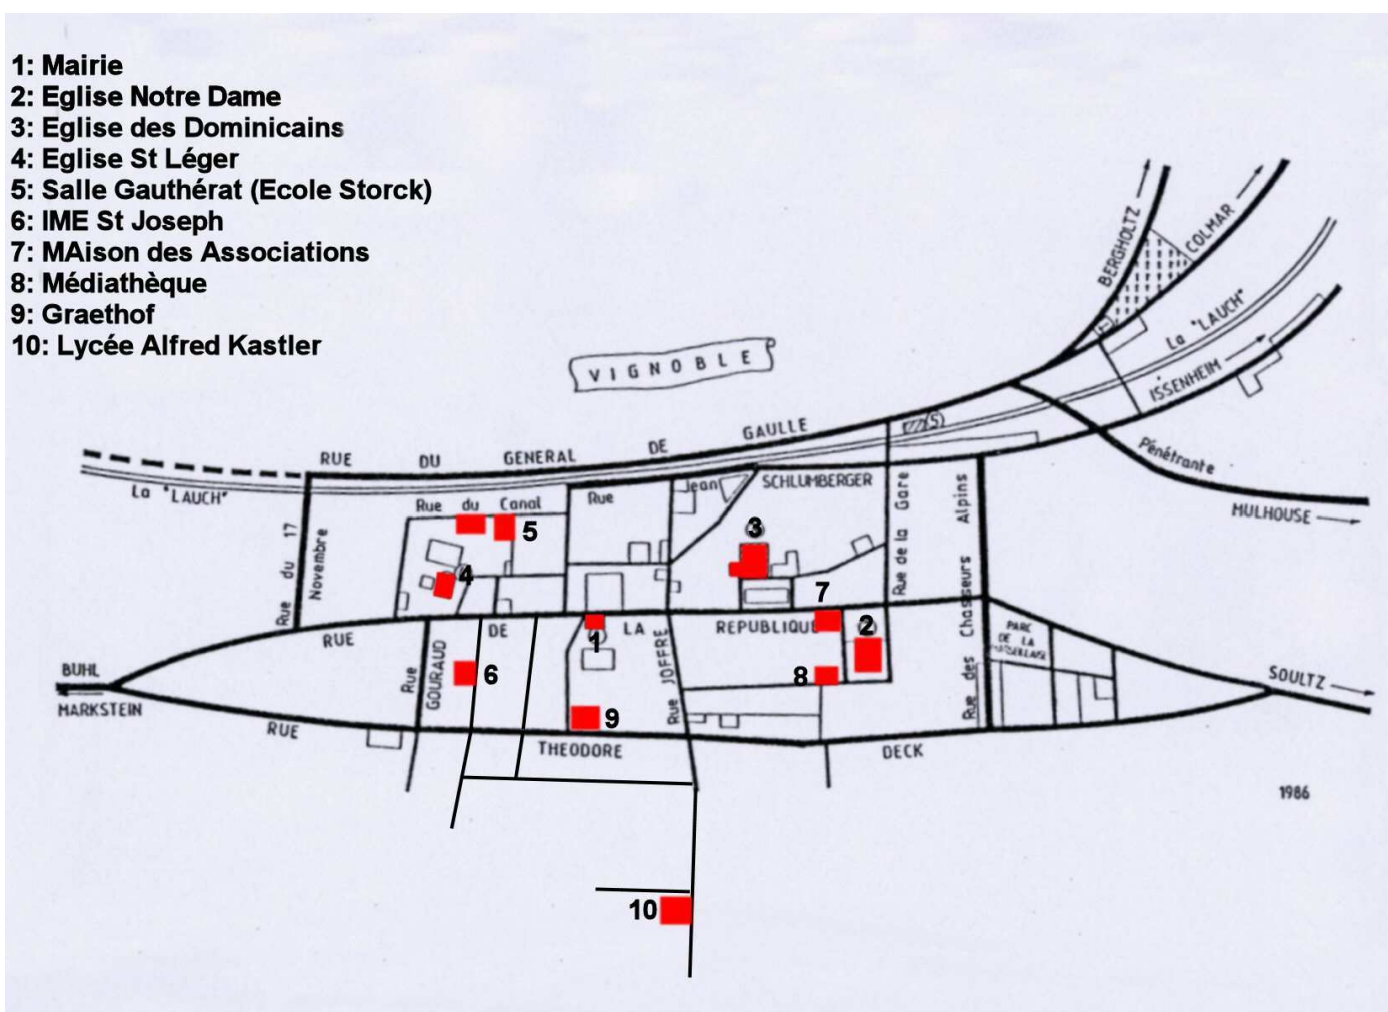 1: Mairie
2: Eglise Notre Dame
3: Eglise des Dominicains
4: Eglise St Léger
5: Salle Gauthérat (Ecole Storck)
6: IME St Joseph
7: MAison des Associations
8: Médiathèque
9: Graethof
10: Lycée Alfred Kastler
BERGHOLTZ
COLMAR
La "LAUCH"
ISSENHEIM
VIGNOBLE
RUE DU GENERAL DE GAULLE
Pénétrante
MULHOUSE
La "LAUCH"
Rue du Canal
Rue Jean SCHLUMBERGER
Rue du 17 Novembre
Rue de la Gare
Rue des Chasseurs Alpins
5
3
4
7
RUE DE LA REPUBLIQUE
1
2
PARC
DE LA
BUHL
MARKSTEIN
Rue GOURAUD
6
Rue JOFFRE
8
9
SOULTZ
RUE THEODORE DECK
1986
10